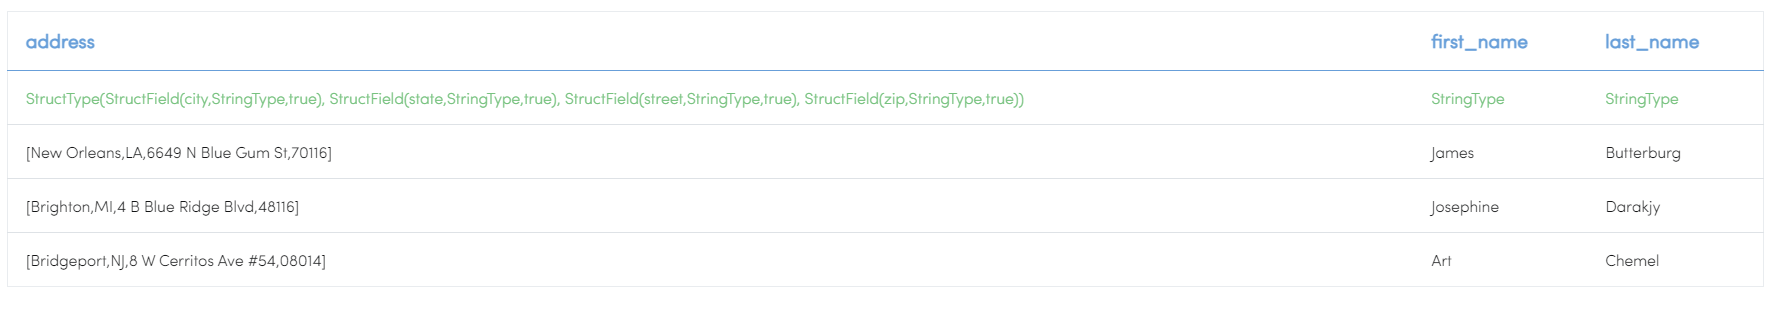 address first_name last_name
StructType(StructField(city,StringType,true), StructField(state,StringType,true), StructField(street,StringType,true), StructField(zip,StringType,true)) StringType StringType
[New Orleans,LA,6649 N Blue Gum St,70116] James Butterburg
[Brighton,MI,4 B Blue Ridge Blvd,48116] Josephine Darakjy
[Bridgeport,NJ,8 W Cerritos Ave #54,08014] Art Chemel